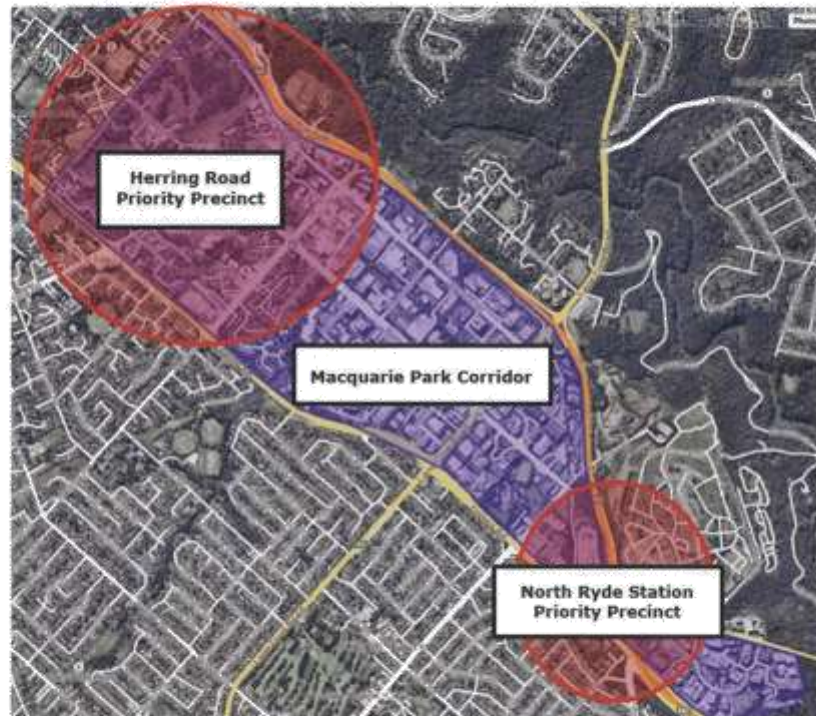 Herring Road
Priority Precinct
Macquarie Park Corridor
North Ryde Station
Priority Precinct